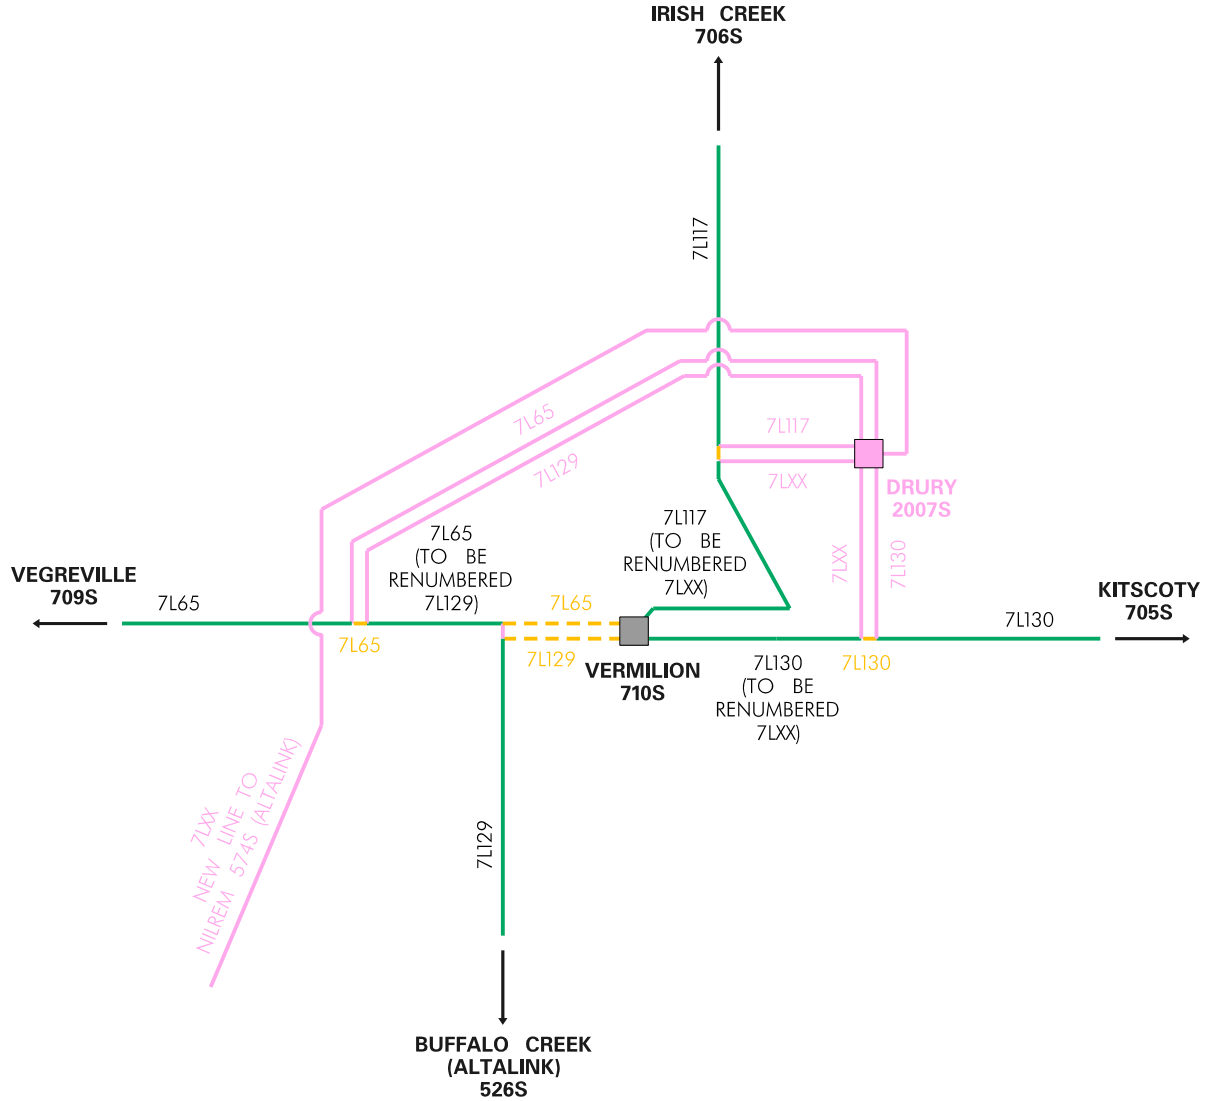 IRISH CREEK
706S
7L117
7L65
7L129
7L117
7LXX
DRURY
2007S
7L117
(TO BE
RENUMBERED
7LXX)
7L65
(TO BE
RENUMBERED
7L129)
7LXX
7L130
VEGREVILLE
709S
7L65
7L65
7L65
7L129
VERMILION
710S
7L130
(TO BE
RENUMBERED
7LXX)
7L130
7L130
KITSCOTY
705S
7LXX
NEW LINE TO
NILREM 574S (ALTALINK)
7L129
BUFFALO CREEK
(ALTALINK)
526S